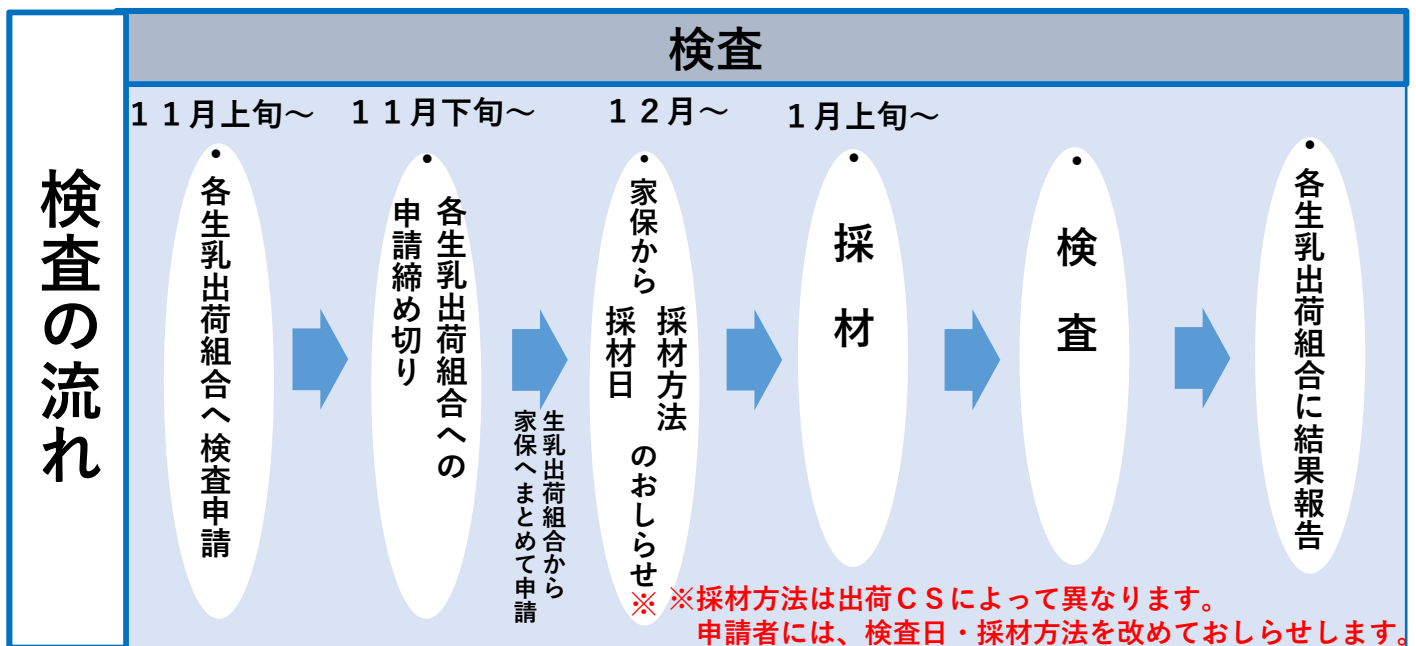 検査の流れ
検査
１１月上旬～
１１月下旬～
１２月～
１月上旬～
・各生乳出荷組合へ検査申請
・各生乳出荷組合への
申請締め切り
生乳出荷組合から
家保へまとめて申請
・家保から
採材方法
採材日
のおしらせ※
・採材
・検査
・各生乳出荷組合に結果報告
※採材方法は出荷ＣＳによって異なります。
申請者には、検査日・採材方法を改めておしらせします。